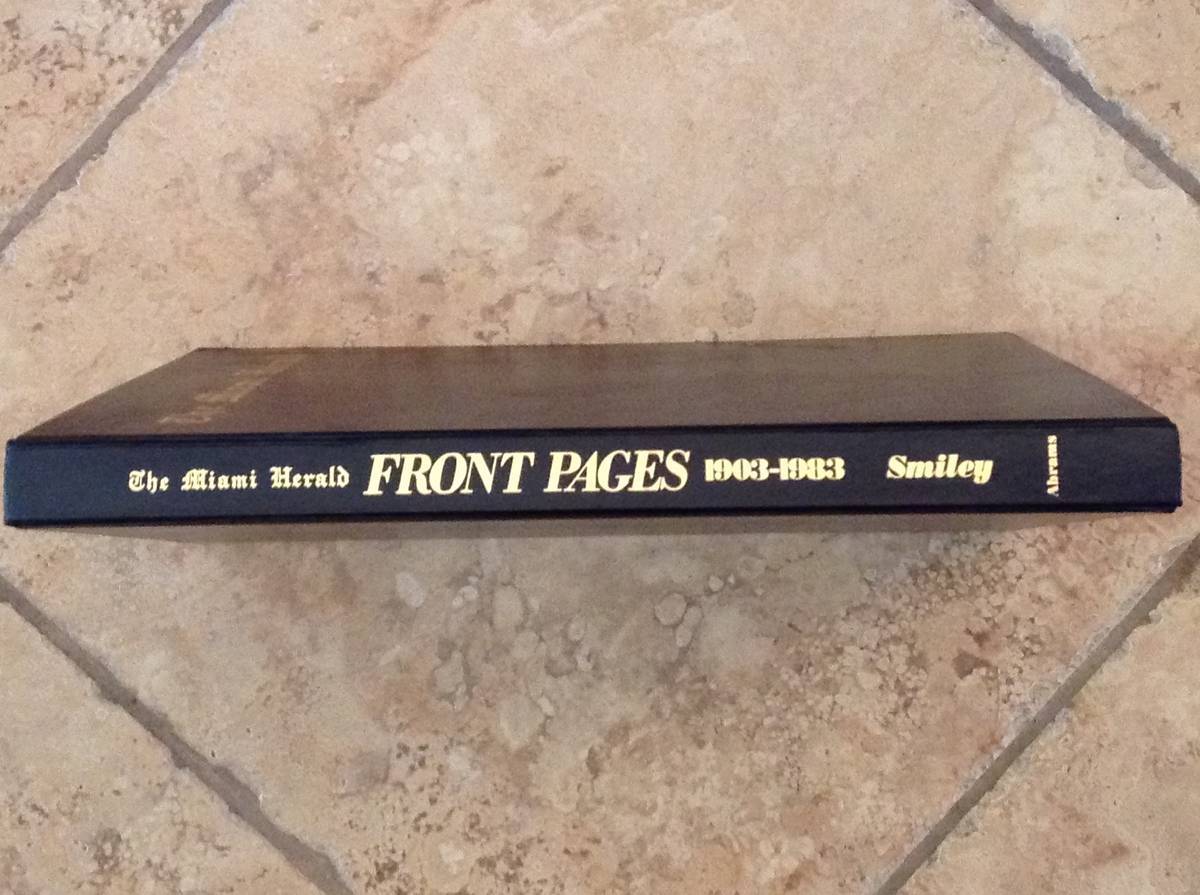 The Miami Herald FRONT PAGES 1903-1983 Smiley
Abrams